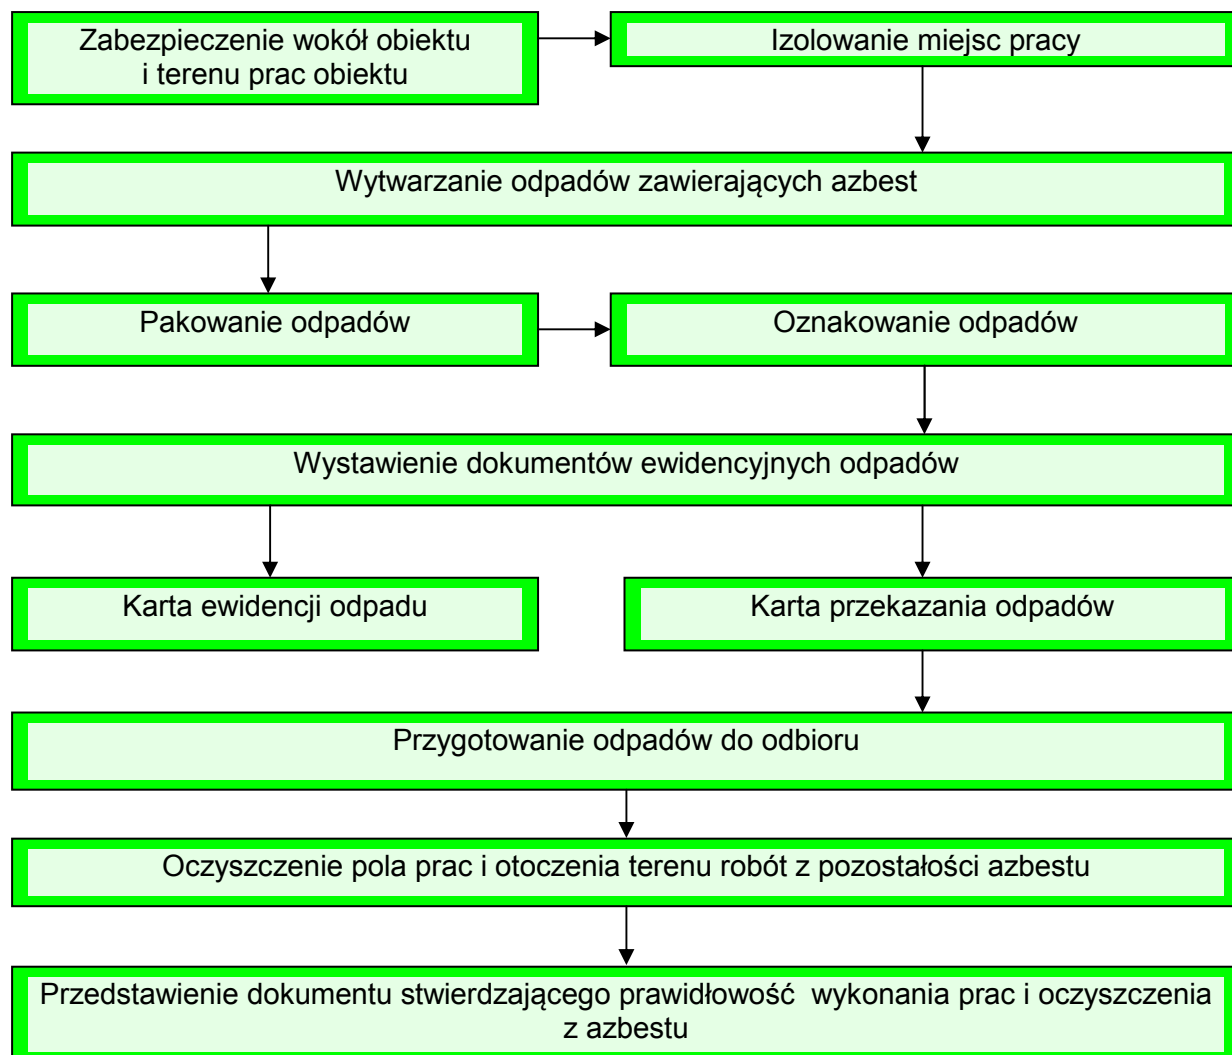 Zabezpieczenie wokół obiektu
i terenu prac obiektu
Izolowanie miejsc pracy
Wytwarzanie odpadów zawierających azbest
Pakowanie odpadów
Oznakowanie odpadów
Wystawienie dokumentów ewidencyjnych odpadów
Karta ewidencji odpadu
Karta przekazania odpadów
Przygotowanie odpadów do odbioru
Oczyszczenie pola prac i otoczenia terenu robót z pozostałości azbestu
Przedstawienie dokumentu stwierdzającego prawidłowość wykonania prac i oczyszczenia
z azbestu